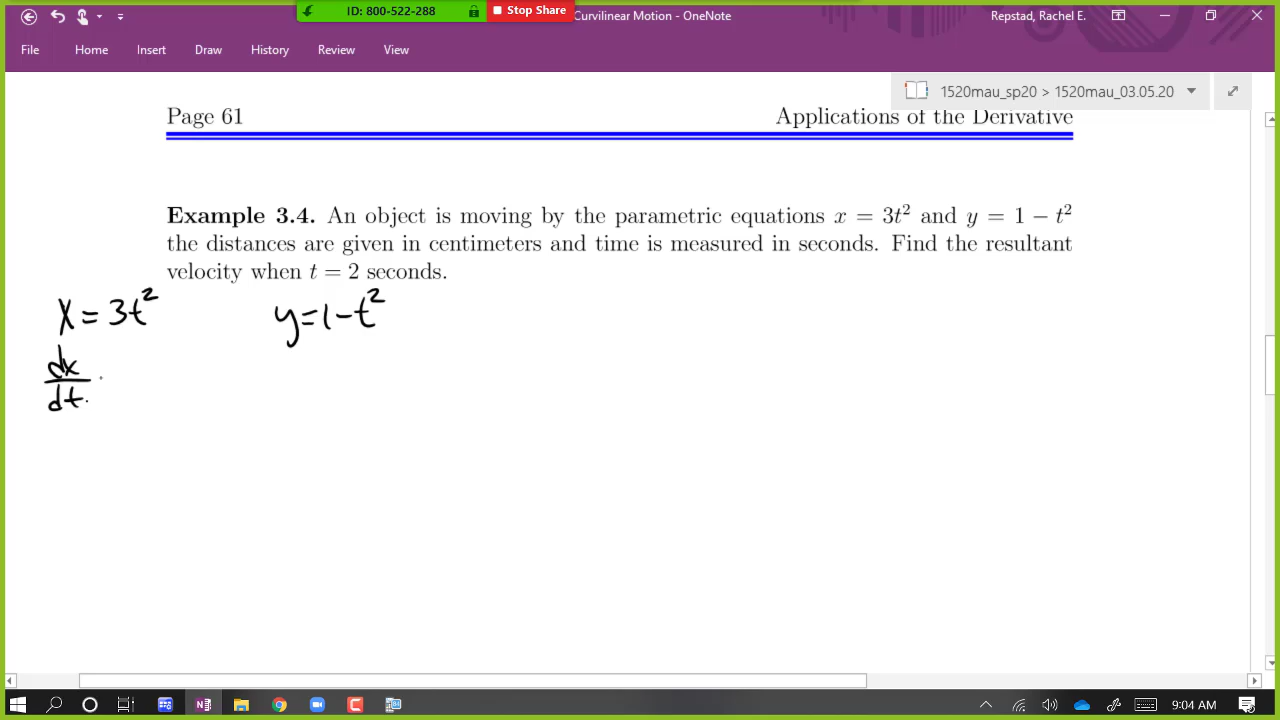 ID: 800-522-288 Stop Share Curvilinear Motion - OneNote Repstad, Rachel E.
File Home Insert Draw History Review View
1520mau_sp20 > 1520mau_03.05.20
Page 61 Applications of the Derivative
Example 3.4. An object is moving by the parametric equations x = 3t² and y = 1 − t²
the distances are given in centimeters and time is measured in seconds. Find the resultant
velocity when t = 2 seconds.
x = 3t² y = 1 − t²
dx
dt
9:04 AM